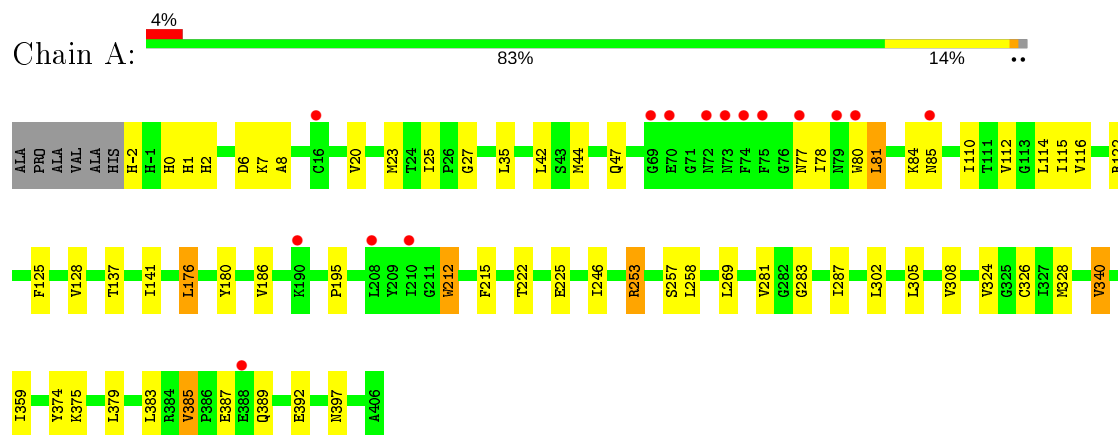 4%
Chain A:
83% 14% ••
ALA PRO ALA VAL ALA HIS H-2 H-1 H0 H1 H2 D6 K7 A8 C16 V20 M23 T24 I25 P26 G27 L35 L42 S43 M44 Q47 G69 E70 G71 N72 N73 F74 F75 G76 N77 I78 N79 W80 L81 K84 N85 I110 T111 V112 G113 L114 I115 V116
F125 V128 T137 I141 L176 Y180 V186 K190 P195 L208 Y209 I210 G211 W212 F215 T222 E225 I246 R253 S257 L258 L269 V281 G282 G283 I287 L302 L305 V308 V324 G325 C326 I327 M328 V340
I359 Y374 K375 L379 L383 R384 V385 P386 E387 E388 Q389 E392 N397 A406